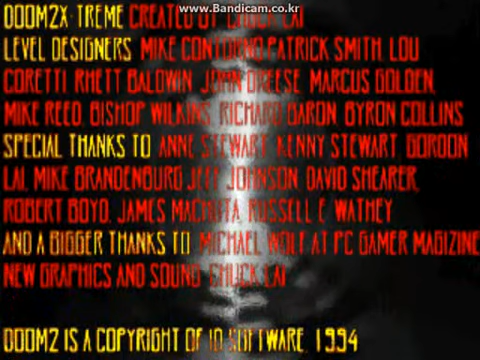 www.Bandicam.co.kr
DOOM2X-TREME CREATED BY CHUCK LAI
LEVEL DESIGNERS MIKE CONTORNO, PATRICK SMITH, LOU
CORETTI, RHETT BALDWIN, JOHN DREESE, MARCUS GOLDEN,
MIKE REED, BISHOP WILKINS, RICHARD BARON, BYRON COLLINS
SPECIAL THANKS TO ANNE STEWART, KENNY STEWART, GORDON
LAI, MIKE BRANDENBURG, JEFF JOHNSON, DAVID SHEARER,
ROBERT BOYD, JAMES RUSSELL E. WATHEY
AND A BIGGER THANKS TO MICHAEL WOLF AT PC GAMER MAGIZINE
NEW GRAPHICS AND SOUND CHUCK LAI
DOOM2 IS A COPYRIGHT OF ID SOFTWARE, 1994